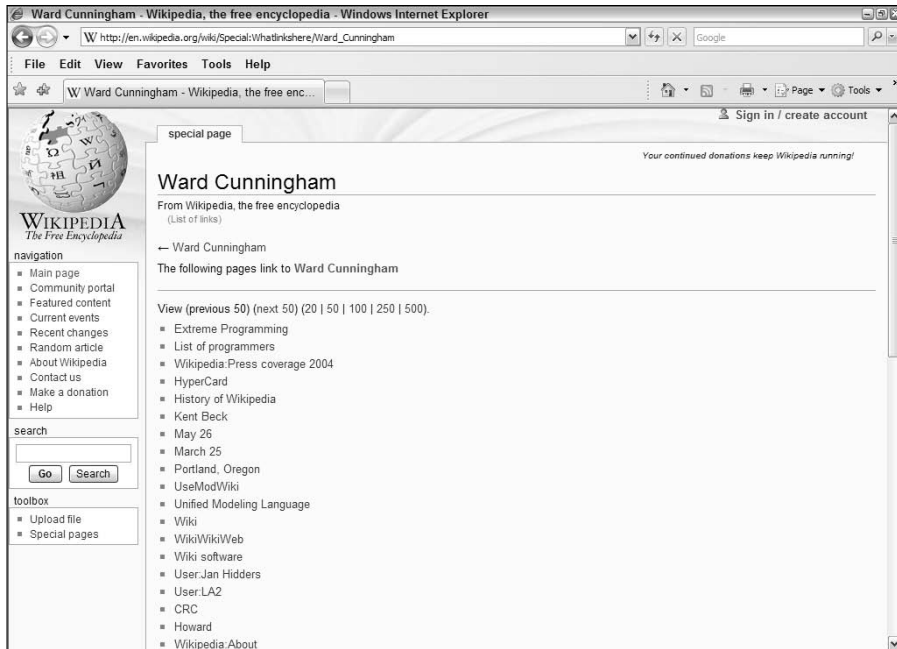 Ward Cunningham - Wikipedia, the free encyclopedia - Windows Internet Explorer
W http://en.wikipedia.org/wiki/Special:Whatlinkshere/Ward_Cunningham
Google
File Edit View Favorites Tools Help
W Ward Cunningham - Wikipedia, the free enc...
Page Tools
Sign in / create account
special page
Your continued donations keep Wikipedia running!
Ward Cunningham
From Wikipedia, the free encyclopedia
(List of links)
← Ward Cunningham
The following pages link to Ward Cunningham
View (previous 50) (next 50) (20 | 50 | 100 | 250 | 500).
Extreme Programming
List of programmers
Wikipedia:Press coverage 2004
HyperCard
History of Wikipedia
Kent Beck
May 26
March 25
Portland, Oregon
UseModWiki
Unified Modeling Language
Wiki
WikiWikiWeb
Wiki software
User:Jan Hidders
User:LA2
CRC
Howard
Wikipedia:About
WIKIPEDIA
The Free Encyclopedia
navigation
Main page
Community portal
Featured content
Current events
Recent changes
Random article
About Wikipedia
Contact us
Make a donation
Help
search
Go Search
toolbox
Upload file
Special pages